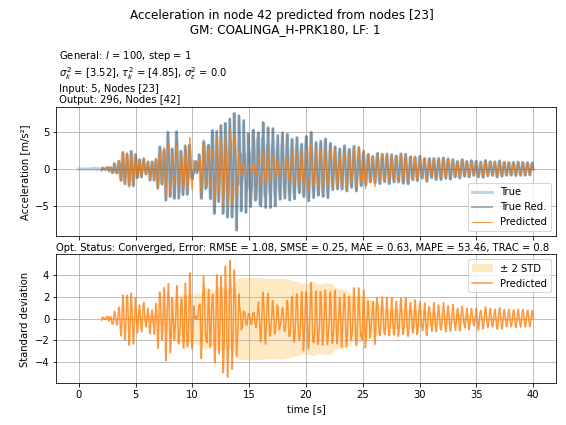 Acceleration in node 42 predicted from nodes [23]
GM: COALINGA_H-PRK180, LF: 1
General: l = 100, step = 1
σ²ₖ = [3.52], τ²ₖ = [4.85], σ²ₑ = 0.0
Input: 5, Nodes [23]
Output: 296, Nodes [42]
Acceleration [m/s²]
5
0
−5
True
True Red.
Predicted
Opt. Status: Converged, Error: RMSE = 1.08, SMSE = 0.25, MAE = 0.63, MAPE = 53.46, TRAC = 0.8
Standard deviation
4
2
0
−2
−4
± 2 STD
Predicted
0 5 10 15 20 25 30 35 40
time [s]